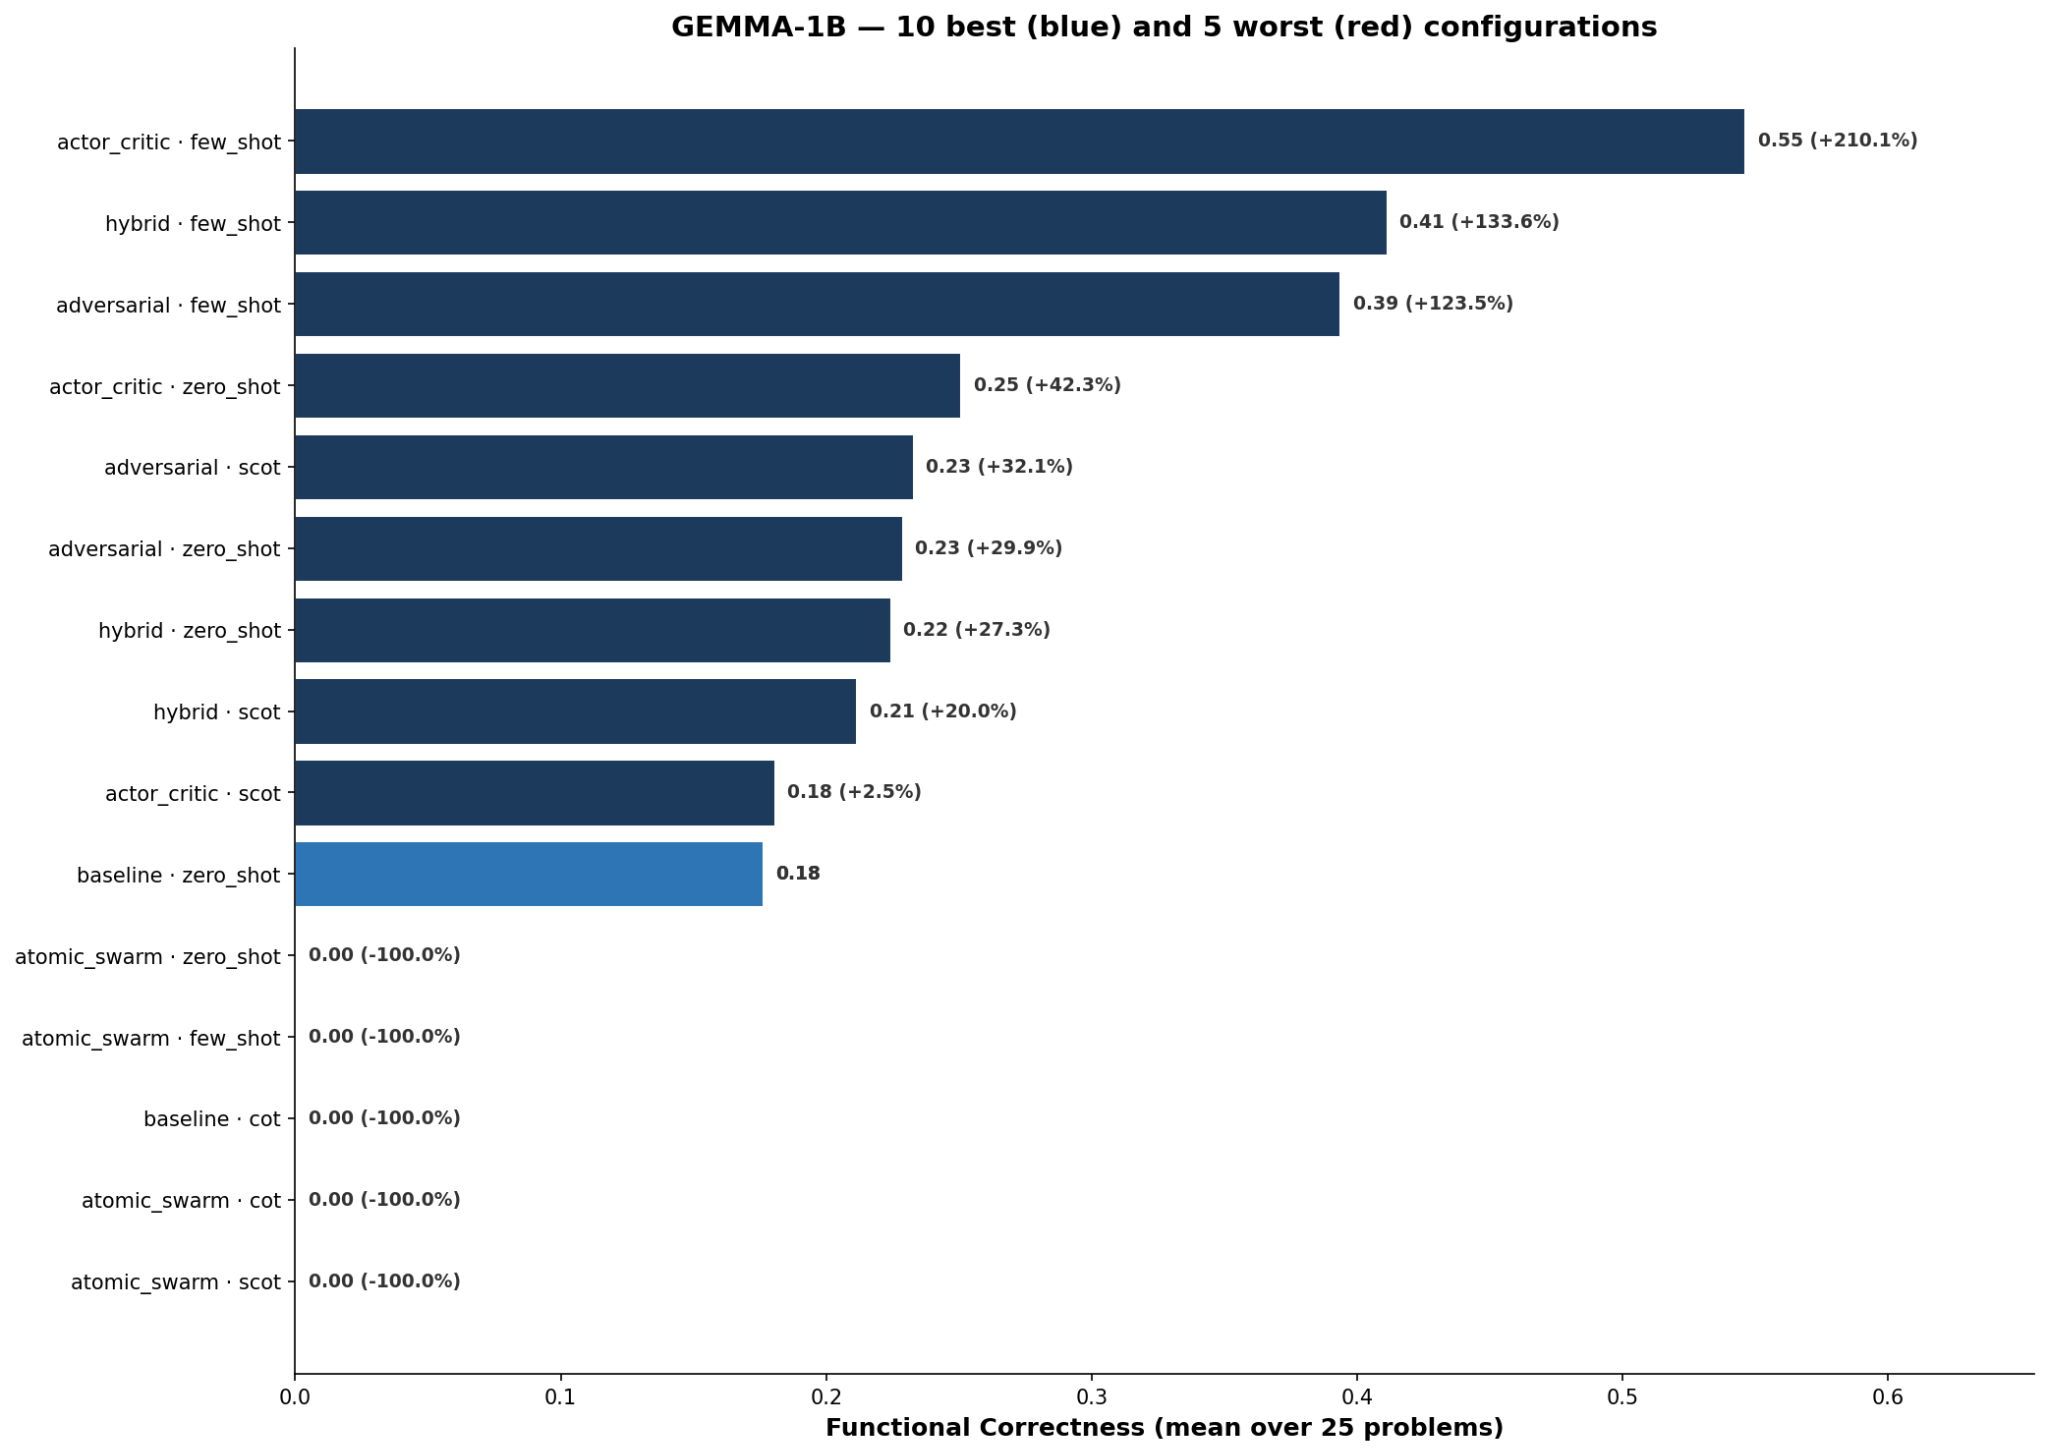 GEMMA-1B — 10 best (blue) and 5 worst (red) configurations
actor_critic · few_shot 0.55 (+210.1%)
hybrid · few_shot 0.41 (+133.6%)
adversarial · few_shot 0.39 (+123.5%)
actor_critic · zero_shot 0.25 (+42.3%)
adversarial · scot 0.23 (+32.1%)
adversarial · zero_shot 0.23 (+29.9%)
hybrid · zero_shot 0.22 (+27.3%)
hybrid · scot 0.21 (+20.0%)
actor_critic · scot 0.18 (+2.5%)
baseline · zero_shot 0.18
atomic_swarm · zero_shot 0.00 (-100.0%)
atomic_swarm · few_shot 0.00 (-100.0%)
baseline · cot 0.00 (-100.0%)
atomic_swarm · cot 0.00 (-100.0%)
atomic_swarm · scot 0.00 (-100.0%)
0.0 0.1 0.2 0.3 0.4 0.5 0.6
Functional Correctness (mean over 25 problems)